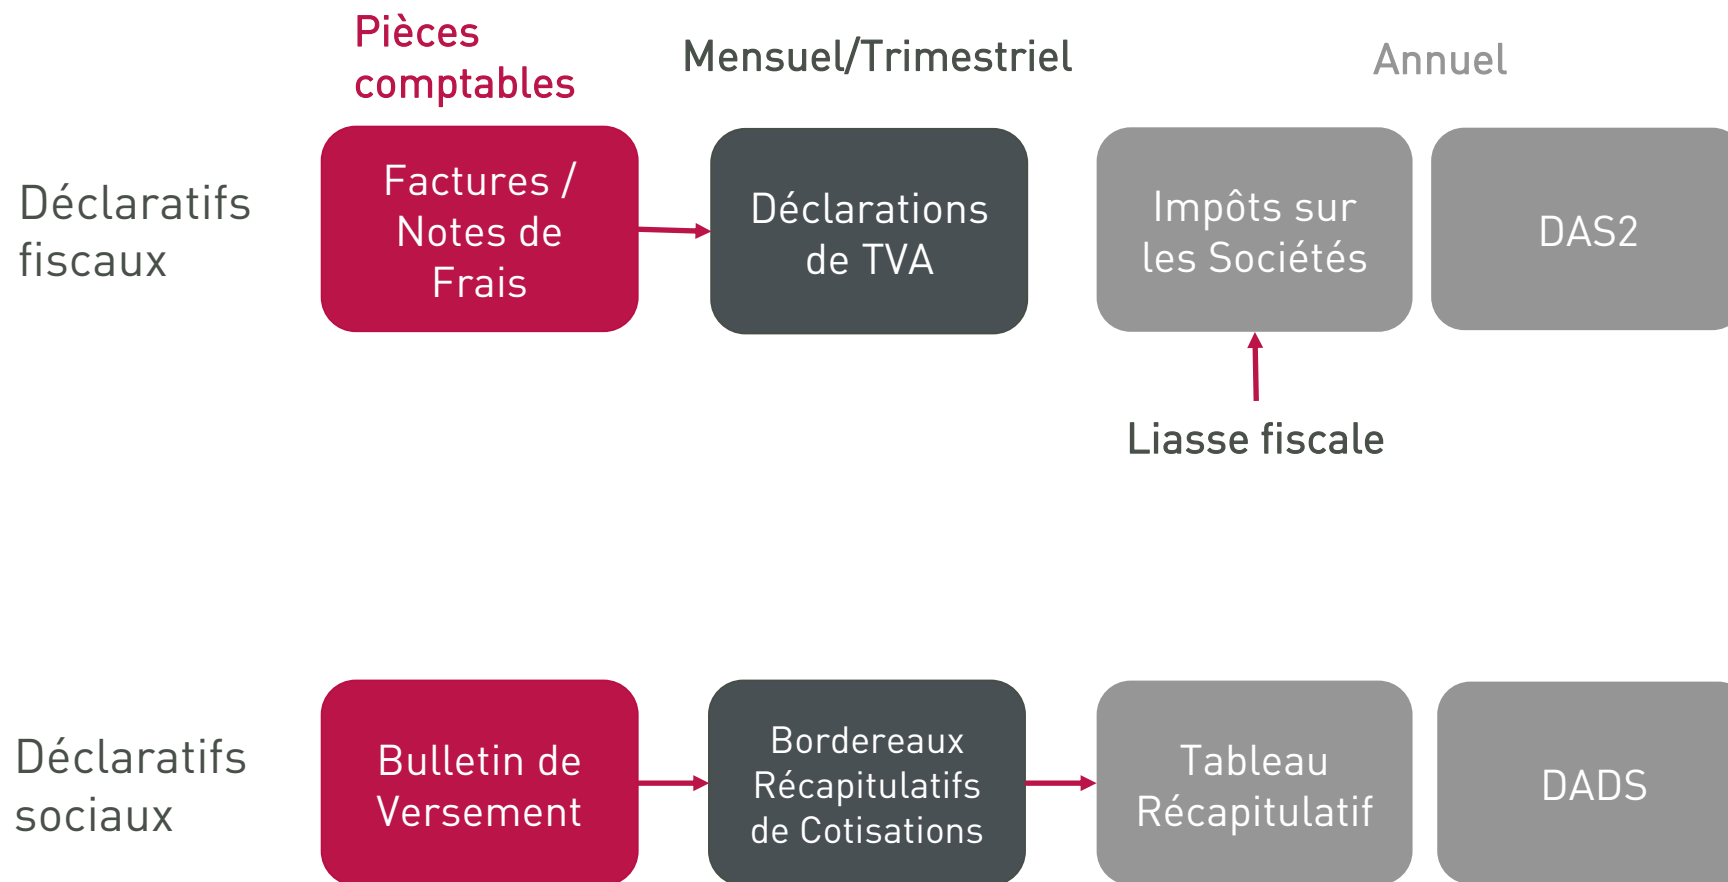 Pièces
comptables
Mensuel/Trimestriel
Annuel
Déclaratifs
fiscaux
Factures /
Notes de
Frais
Déclarations
de TVA
Impôts sur
les Sociétés
DAS2
Liasse fiscale
Déclaratifs
sociaux
Bulletin de
Versement
Bordereaux
Récapitulatifs
de Cotisations
Tableau
Récapitulatif
DADS